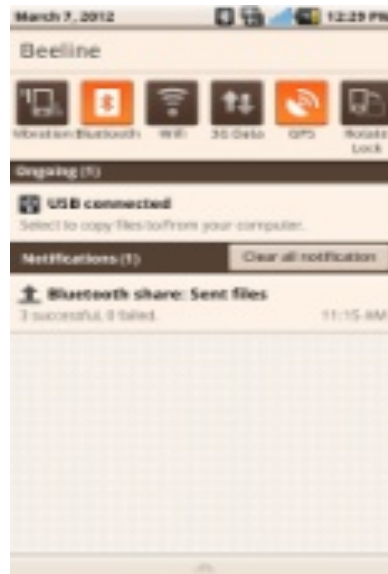 March 7, 2012 12:29 PM
Beeline
Vibration Bluetooth Wifi 3G Data GPS Rotate Lock
Ongoing (1)
USB connected
Select to copy files to/from your computer.
Notifications (1) Clear all notification
Bluetooth share: Sent files
3 successful, 0 failed. 11:15 AM